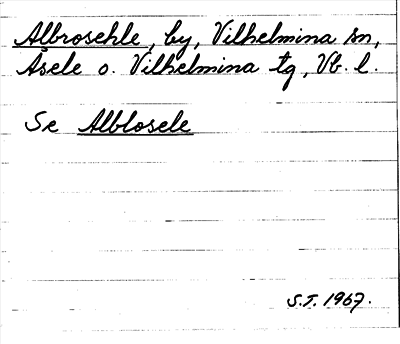 Albrosehle, by, Vilhelmina sn,
Åsele o. Vilhelmina tg, Vb. l.
Se Alblosele
S.T. 1967.